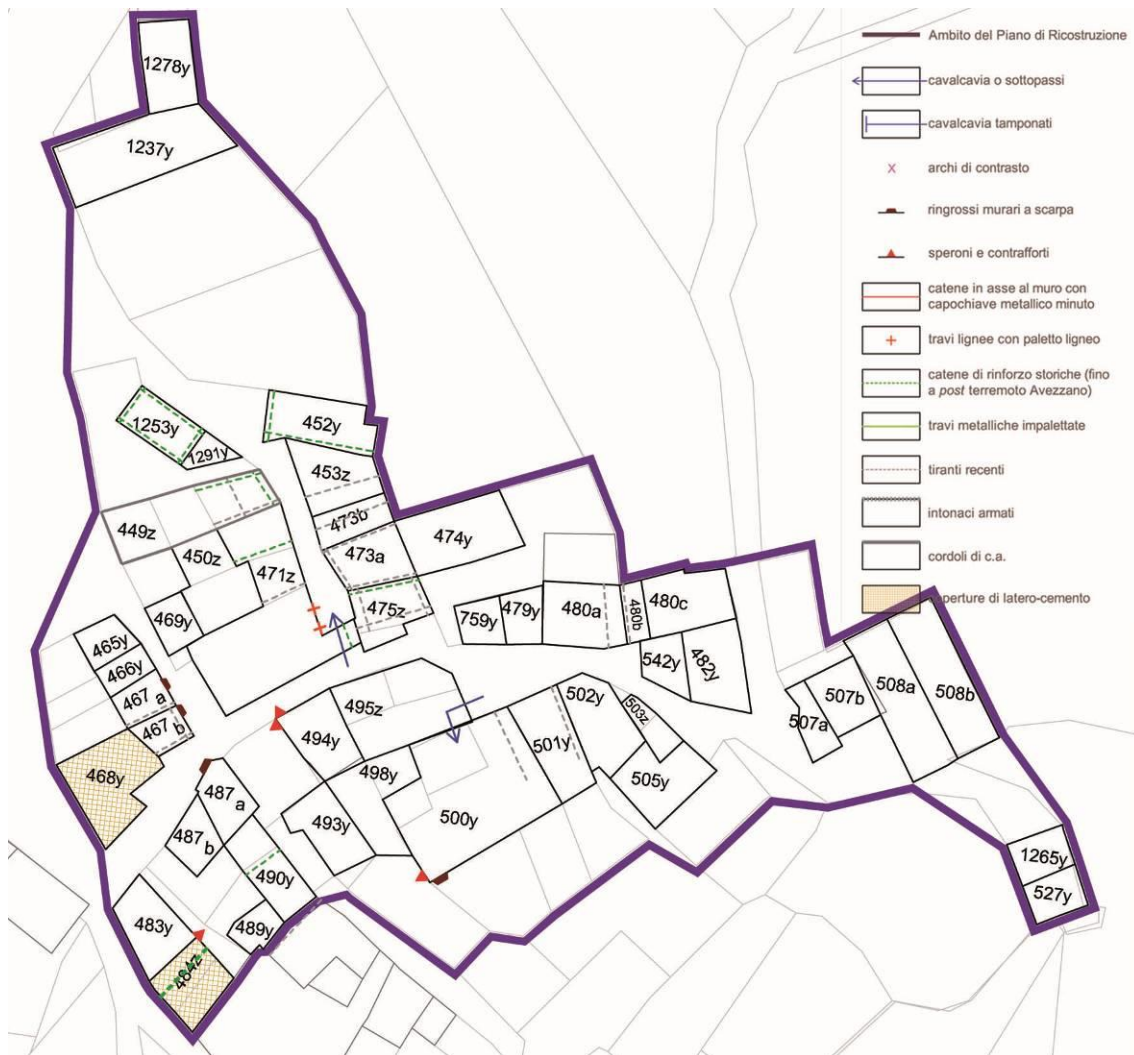 Ambito del Piano di Ricostruzione
cavalcavia o sottopassi
cavalcavia tamponati
x archi di contrasto
ringrossi murari a scarpa
speroni e contrafforti
catene in asse al muro con
capochiave metallico minuto
travi lignee con paletto ligneo
catene di rinforzo storiche (fino
a post terremoto Avezzano)
travi metalliche impalettate
tiranti recenti
intonaci armati
cordoli di c.a.
operture di latero-cemento
1278y
1237y
1253y
1291y
452y
453z
473b
473a
474y
449z
450z
471z
475z
469y
465y
466y
467 a
467 b
468y
759y
479y
480a
480b
480c
542y
482y
507a
507b
508a
508b
495z
494y
498y
493y
500y
501y
502y
503z
505y
487 a
487 b
490y
489y
483y
484z
1265y
527y